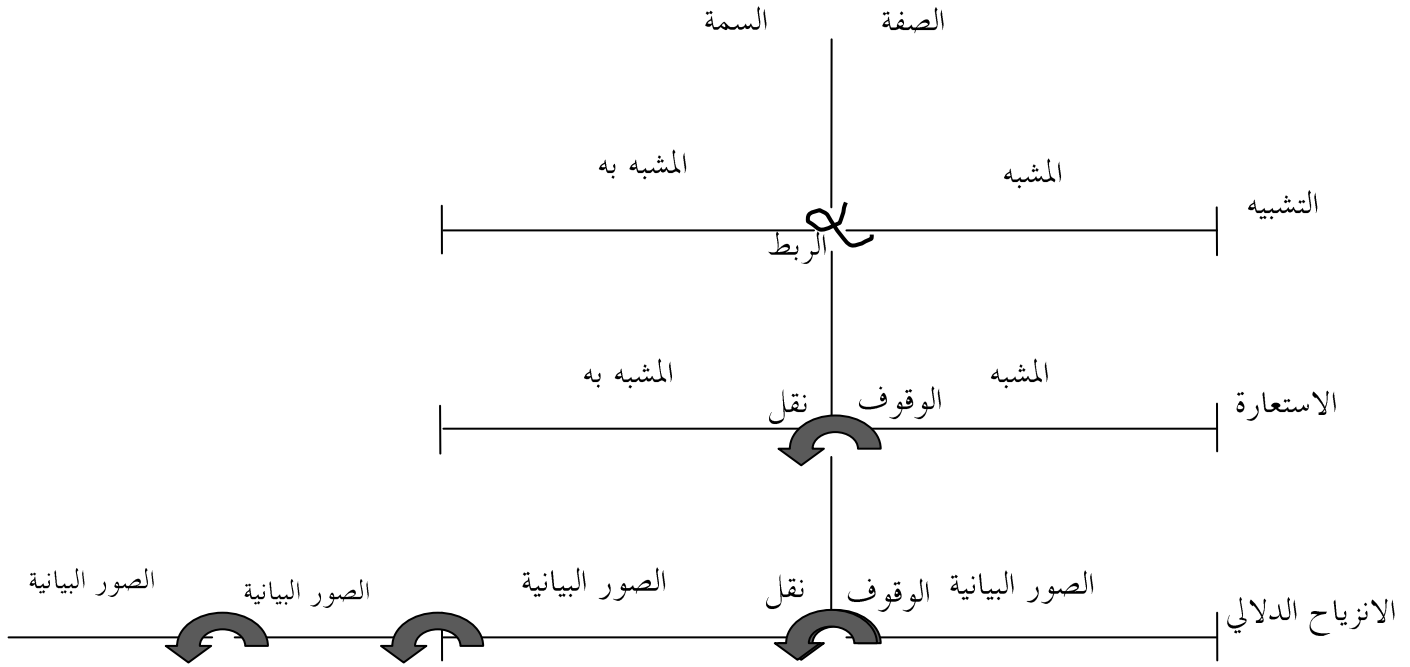 الصفة السمة
المشبه المشبه به
التشبيه
الربط
المشبه المشبه به
الاستعارة الوقوف نقل
الصور البيانية الوقوف نقل الصور البيانية الصور البيانية الصور البيانية
الانزياح الدلالي